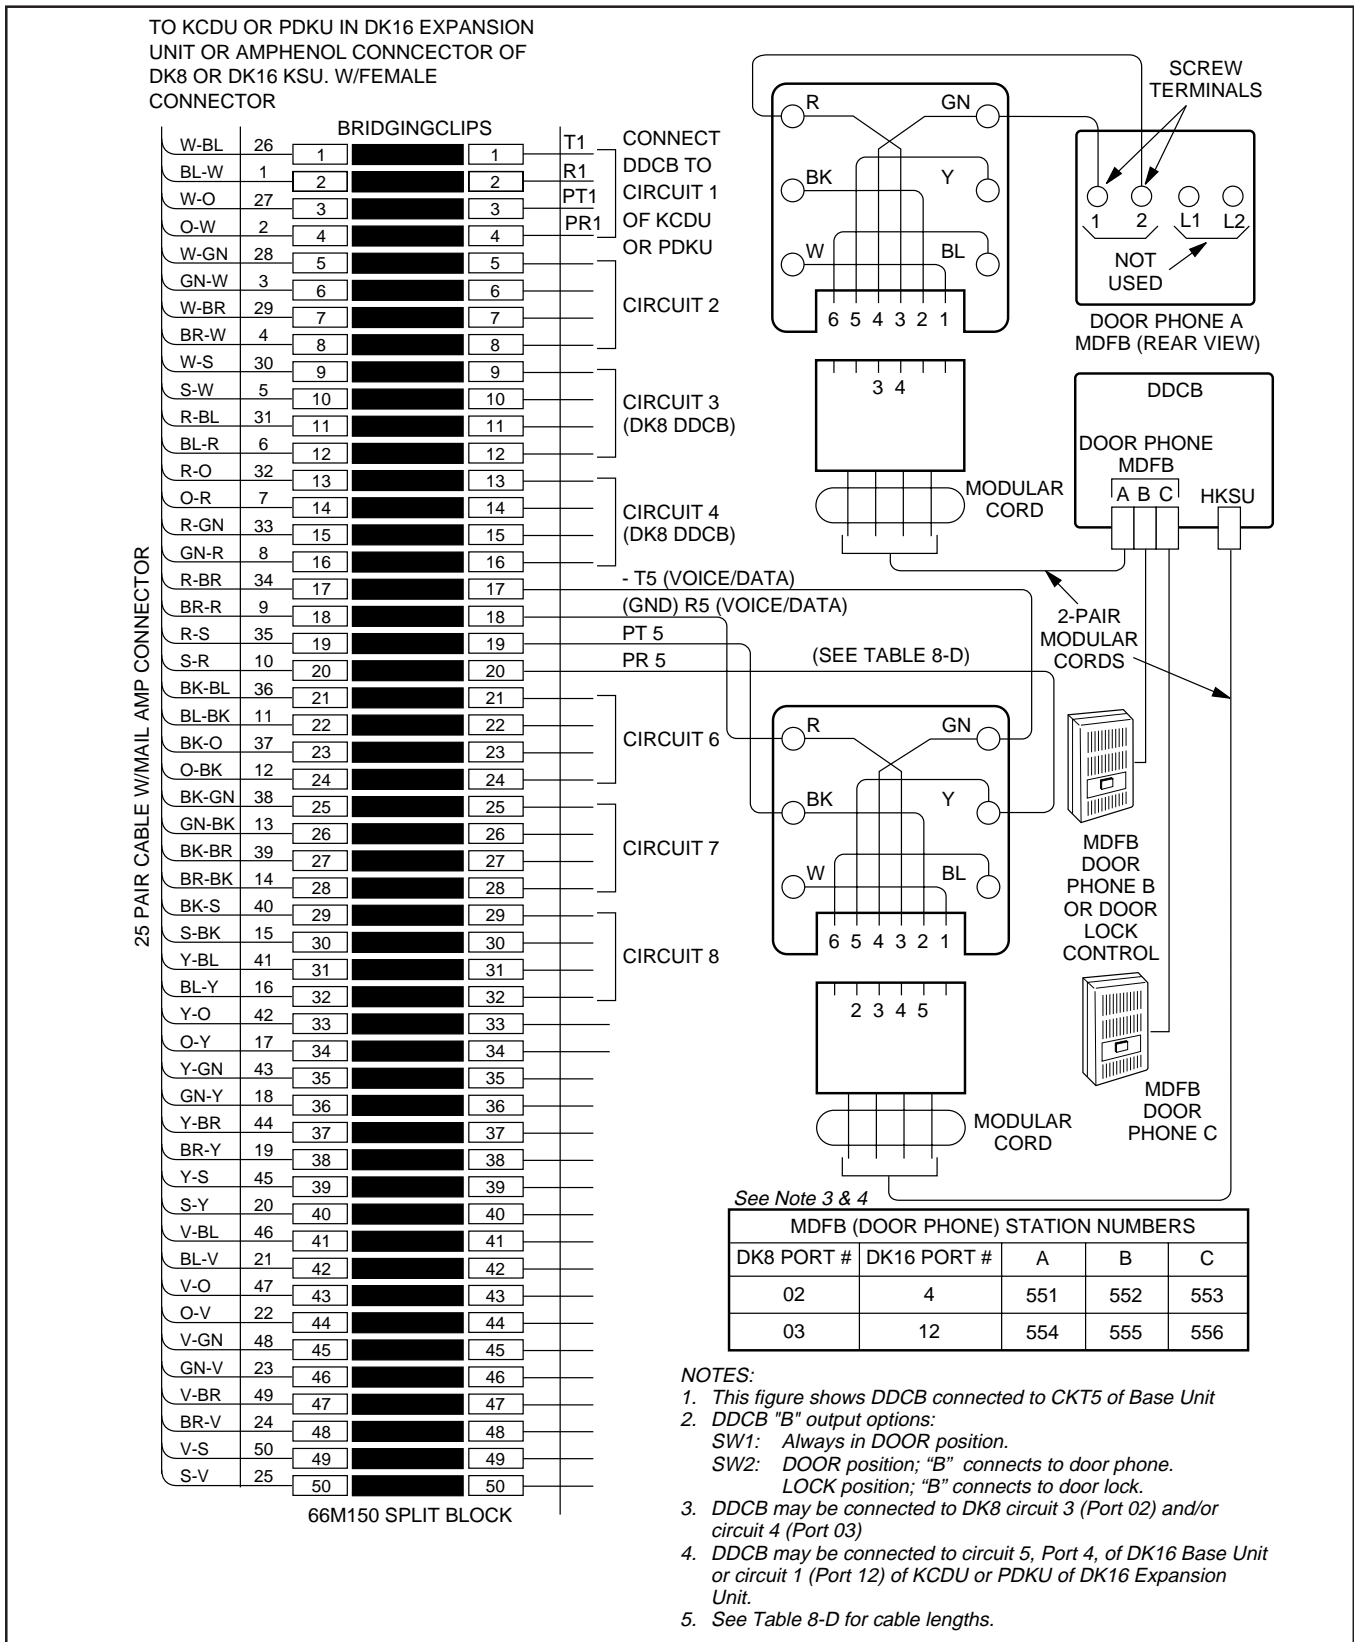 TO KCDU OR PDKU IN DK16 EXPANSION
UNIT OR AMPHENOL CONNCECTOR OF
DK8 OR DK16 KSU. W/FEMALE
CONNECTOR
BRIDGINGCLIPS
25 PAIR CABLE W/MAIL AMP CONNECTOR
W-BL 26 1 1 T1
BL-W 1 2 2 R1
W-O 27 3 3 PT1
O-W 2 4 4 PR1
W-GN 28 5 5
GN-W 3 6 6
W-BR 29 7 7
BR-W 4 8 8
W-S 30 9 9
S-W 5 10 10
R-BL 31 11 11
BL-R 6 12 12
R-O 32 13 13
O-R 7 14 14
R-GN 33 15 15
GN-R 8 16 16
R-BR 34 17 17
BR-R 9 18 18
R-S 35 19 19
S-R 10 20 20
BK-BL 36 21 21
BL-BK 11 22 22
BK-O 37 23 23
O-BK 12 24 24
BK-GN 38 25 25
GN-BK 13 26 26
BK-BR 39 27 27
BR-BK 14 28 28
BK-S 40 29 29
S-BK 15 30 30
Y-BL 41 31 31
BL-Y 16 32 32
Y-O 42 33 33
O-Y 17 34 34
Y-GN 43 35 35
GN-Y 18 36 36
Y-BR 44 37 37
BR-Y 19 38 38
Y-S 45 39 39
S-Y 20 40 40
V-BL 46 41 41
BL-V 21 42 42
V-O 47 43 43
O-V 22 44 44
V-GN 48 45 45
GN-V 23 46 46
V-BR 49 47 47
BR-V 24 48 48
V-S 50 49 49
S-V 25 50 50
66M150 SPLIT BLOCK
CONNECT
DDCB TO
CIRCUIT 1
OF KCDU
OR PDKU
CIRCUIT 2
CIRCUIT 3
(DK8 DDCB)
CIRCUIT 4
(DK8 DDCB)
- T5 (VOICE/DATA)
(GND) R5 (VOICE/DATA)
PT 5
PR 5
(SEE TABLE 8-D)
CIRCUIT 6
CIRCUIT 7
CIRCUIT 8
R GN
BK Y
W BL
6 5 4 3 2 1
3 4
MODULAR
CORD
SCREW
TERMINALS
1 2 L1 L2
NOT
USED
DOOR PHONE A
MDFB (REAR VIEW)
DDCB
DOOR PHONE
MDFB
A B C HKSU
2-PAIR
MODULAR
CORDS
R GN
BK Y
W BL
6 5 4 3 2 1
2 3 4 5
MODULAR
CORD
MDFB
DOOR
PHONE B
OR DOOR
LOCK
CONTROL
MDFB
DOOR
PHONE C
See Note 3 & 4
MDFB (DOOR PHONE) STATION NUMBERS
DK8 PORT # DK16 PORT # A B C
02 4 551 552 553
03 12 554 555 556
NOTES:
1. This figure shows DDCB connected to CKT5 of Base Unit
2. DDCB "B" output options:
SW1: Always in DOOR position.
SW2: DOOR position; “B” connects to door phone.
LOCK position; “B” connects to door lock.
3. DDCB may be connected to DK8 circuit 3 (Port 02) and/or
circuit 4 (Port 03)
4. DDCB may be connected to circuit 5, Port 4, of DK16 Base Unit
or circuit 1 (Port 12) of KCDU or PDKU of DK16 Expansion
Unit.
5. See Table 8-D for cable lengths.